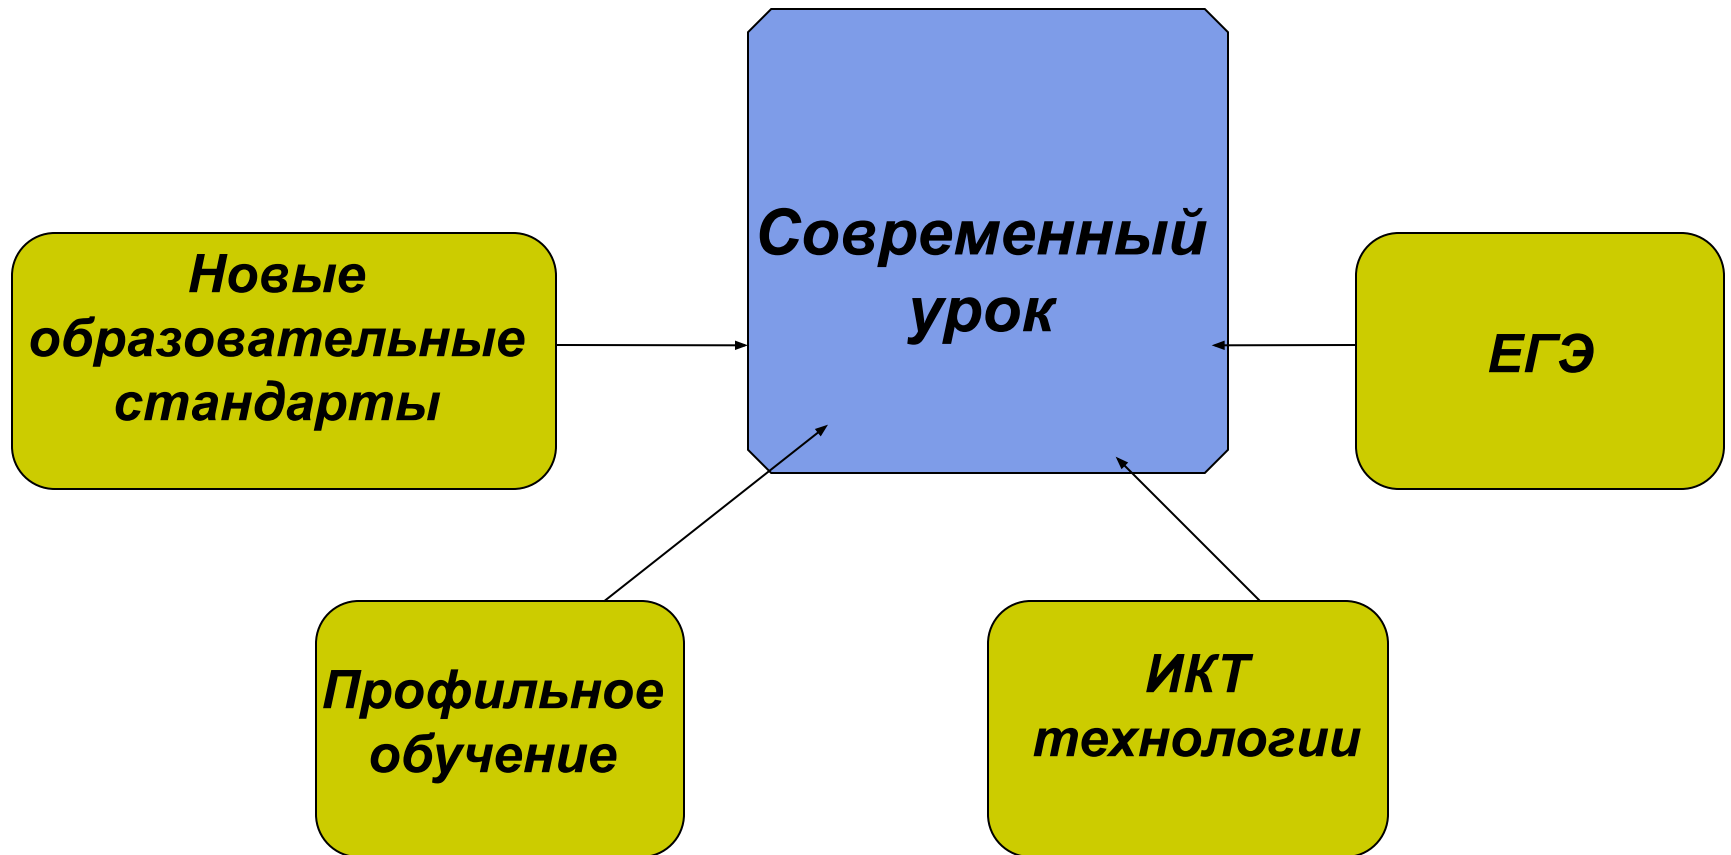 Современный
урок
Новые
образовательные
стандарты
ЕГЭ
Профильное
обучение
ИКТ
технологии